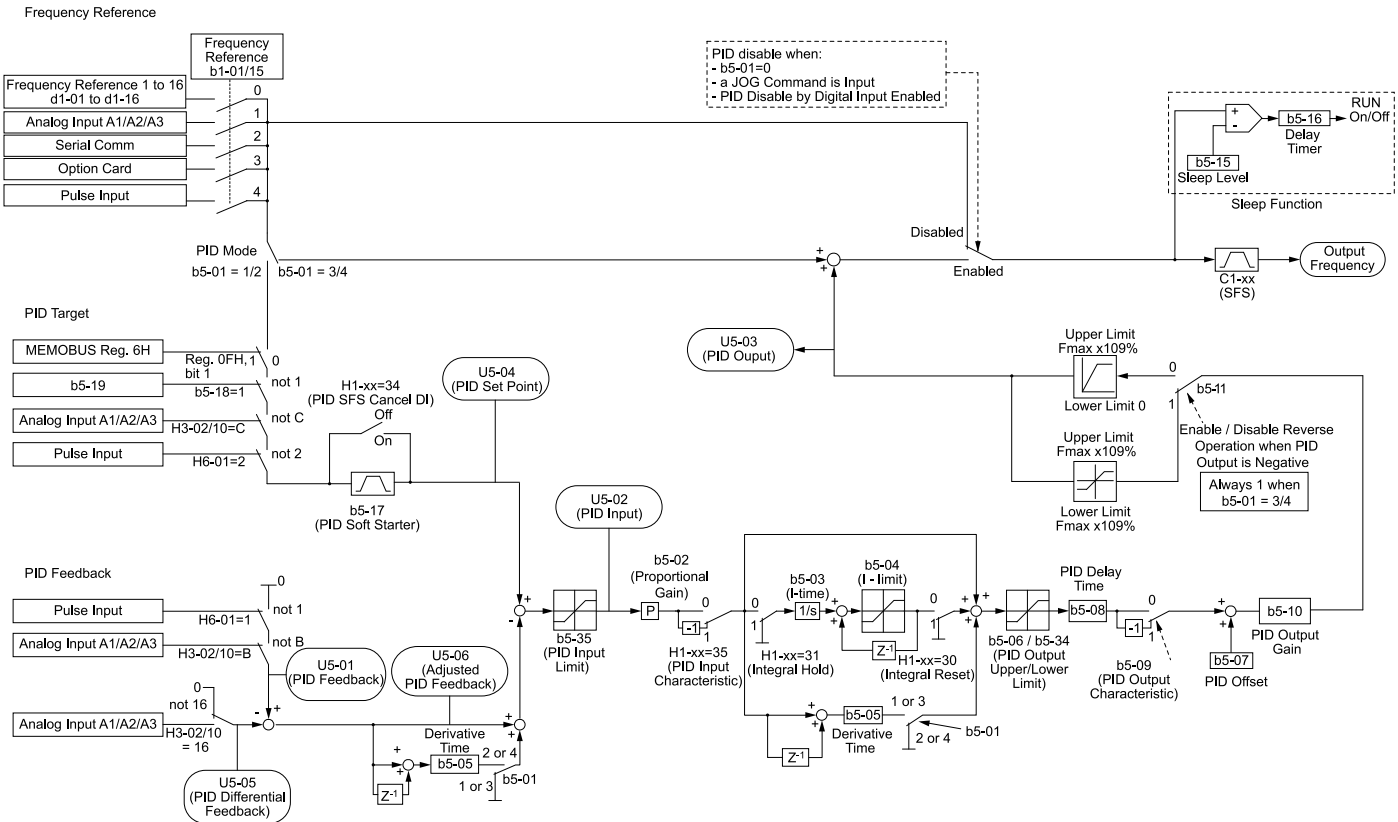 Frequency Reference
Frequency
Reference
b1-01/15
Frequency Reference 1 to 16
d1-01 to d1-16
0
Analog Input A1/A2/A3
1
Serial Comm
2
Option Card
3
Pulse Input
4
PID disable when:
- b5-01=0
- a JOG Command is Input
- PID Disable by Digital Input Enabled
+
-
b5-16
Delay
Timer
RUN
On/Off
b5-15
Sleep Level
Sleep Function
PID Mode
b5-01 = 1/2
b5-01 = 3/4
+
+
Disabled
Enabled
C1-xx
(SFS)
Output
Frequency
PID Target
MEMOBUS Reg. 6H
Reg. 0FH,
bit 1
1
0
b5-19
b5-18=1
not 1
Analog Input A1/A2/A3
H3-02/10=C
not C
Pulse Input
H6-01=2
not 2
H1-xx=34
(PID SFS Cancel DI)
Off
On
b5-17
(PID Soft Starter)
U5-04
(PID Set Point)
U5-03
(PID Ouput)
Upper Limit
Fmax x109%
Lower Limit 0
0
1
b5-11
Enable / Disable Reverse
Operation when PID
Output is Negative
Always 1 when
b5-01 = 3/4
Upper Limit
Fmax x109%
Lower Limit
Fmax x109%
U5-02
(PID Input)
PID Feedback
0
Pulse Input
H6-01=1
not 1
Analog Input A1/A2/A3
H3-02/10=B
not B
U5-01
(PID Feedback)
0
not 16
Analog Input A1/A2/A3
H3-02/10
= 16
U5-05
(PID Differential
Feedback)
-
+
U5-06
(Adjusted
PID Feedback)
Derivative
Time
+
+
b5-05
Z-1
2 or 4
1 or 3
b5-01
+
+
+
-
b5-35
(PID Input
Limit)
b5-02
(Proportional
Gain)
P
-1
0
1
H1-xx=35
(PID Input
Characteristic)
0
1
H1-xx=31
(Integral Hold)
b5-03
(I-time)
1/s
+
+
b5-04
(I - limit)
Z-1
0
1
H1-xx=30
(Integral Reset)
+
+
+
+
+
b5-05
Derivative
Time
Z-1
1 or 3
2 or 4
b5-01
b5-06 / b5-34
(PID Output
Upper/Lower
Limit)
PID Delay
Time
b5-08
-1
0
1
b5-09
(PID Output
Characteristic)
+
+
b5-07
PID Offset
b5-10
PID Output
Gain